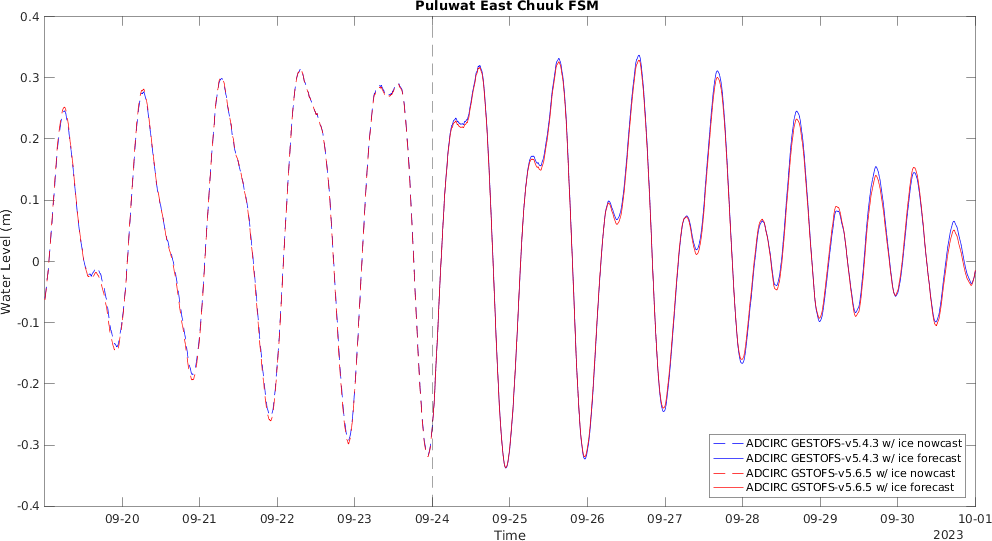 Puluwat East Chuuk FSM
0.4
0.3
0.2
0.1
0
-0.1
-0.2
-0.3
-0.4
Water Level (m)
ADCIRC GESTOFS-v5.4.3 w/ ice nowcast
ADCIRC GESTOFS-v5.4.3 w/ ice forecast
ADCIRC GSTOFS-v5.6.5 w/ ice nowcast
ADCIRC GSTOFS-v5.6.5 w/ ice forecast
09-20 09-21 09-22 09-23 09-24 09-25 09-26 09-27 09-28 09-29 09-30 10-01
Time
2023